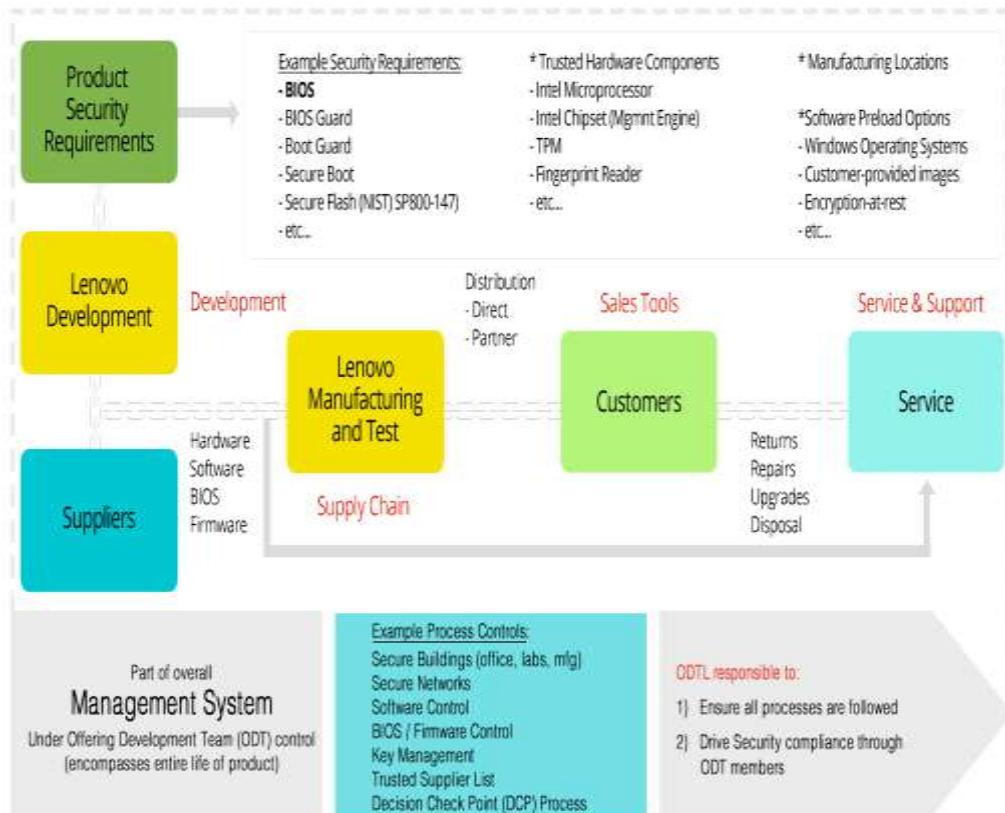 Product
Security
Requirements
Example Security Requirements:
- BIOS
- BIOS Guard
- Boot Guard
- Secure Boot
- Secure Flash (NIST) SP800-147)
- etc...
* Trusted Hardware Components
- Intel Microprocessor
- Intel Chipset (Mgmnt Engine)
- TPM
- Fingerprint Reader
- etc...
* Manufacturing Locations
*Software Preload Options
- Windows Operating Systems
- Customer-provided images
- Encryption-at-rest
- etc...
Lenovo
Development
Development
Distribution
- Direct
- Partner
Sales Tools
Service & Support
Lenovo
Manufacturing
and Test
Customers
Service
Suppliers
Hardware
Software
BIOS
Firmware
Supply Chain
Returns
Repairs
Upgrades
Disposal
Part of overall
Management System
Under Offering Development Team (ODT) control
(encompasses entire life of product)
Example Process Controls:
Secure Buildings (office, labs, mfg)
Secure Networks
Software Control
BIOS / Firmware Control
Key Management
Trusted Supplier List
Decision Check Point (DCP) Process
ODTL responsible to:
1) Ensure all processes are followed
2) Drive Security compliance through
ODT members